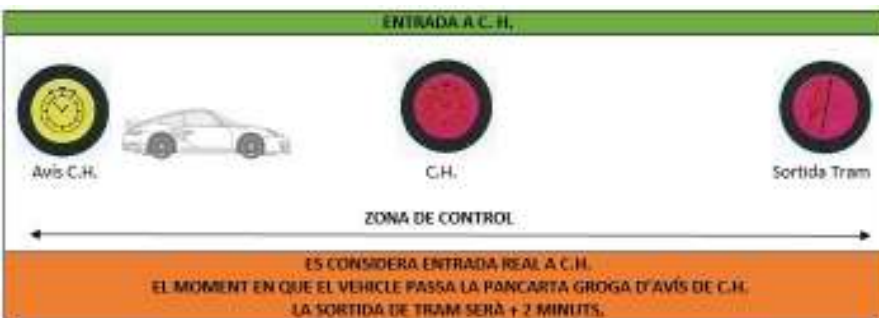 ENTRADA A C. H.
Avís C.H.
C.H.
Sortida Tram
ZONA DE CONTROL
ES CONSIDERA ENTRADA REAL A C.H.
EL MOMENT EN QUE EL VEHICLE PASSA LA PANCARTA GROGA D'AVÍS DE C.H.
LA SORTIDA DE TRAM SERÀ + 2 MINUTS.